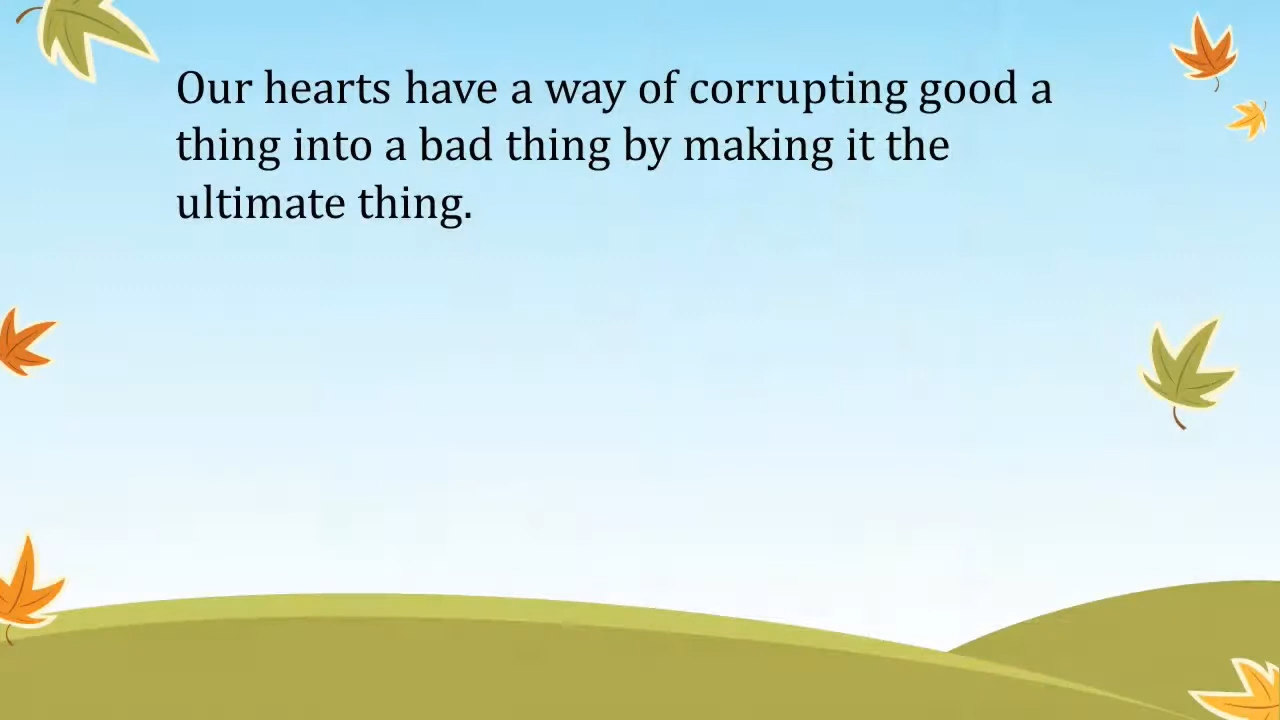 Our hearts have a way of corrupting good a
thing into a bad thing by making it the
ultimate thing.